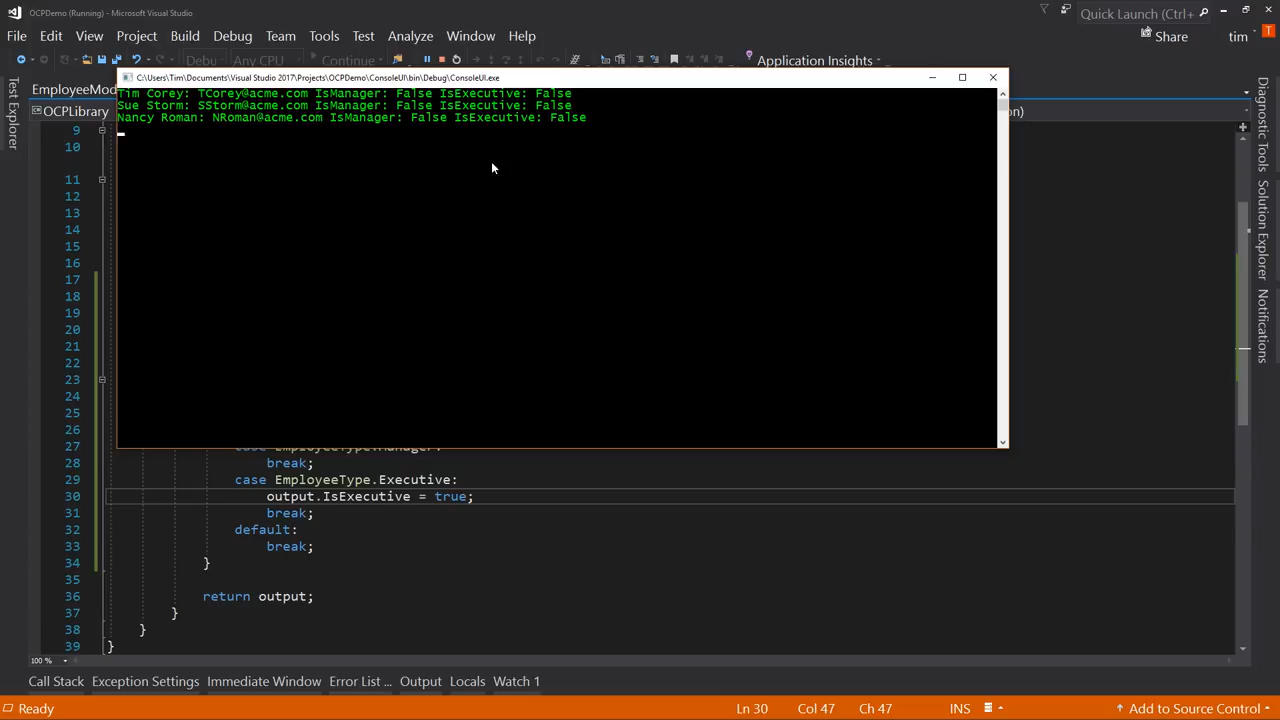 OCPDemo (Running) - Microsoft Visual Studio
Quick Launch (Ctrl+
File Edit View Project Build Debug Team Tools Test Analyze Window Help
Share
tim
T
Debu Any CPU Continue Application Insights
C:\Users\Tim\Documents\Visual Studio 2017\Projects\OCPDemo\ConsoleUI\bin\Debug\ConsoleUI.exe
Tim Corey: TCorey@acme.com IsManager: False IsExecutive: False
Sue Storm: SStorm@acme.com IsManager: False IsExecutive: False
Nancy Roman: NRoman@acme.com IsManager: False IsExecutive: False
Test Explorer
EmployeeMod
OCPLibrary
on)
Diagnostic Tools
Solution Explorer
Notifications
9
10
11
12
13
14
15
16
17
18
19
20
21
22
23
24
25
26
27 case EmployeeType.Manager:
28 break;
29 case EmployeeType.Executive:
30 output.IsExecutive = true;
31 break;
32 default:
33 break;
34 }
35
36 return output;
37 }
38 }
39 }
100 %
Call Stack Exception Settings Immediate Window Error List ... Output Locals Watch 1
Ready Ln 30 Col 47 Ch 47 INS Add to Source Control